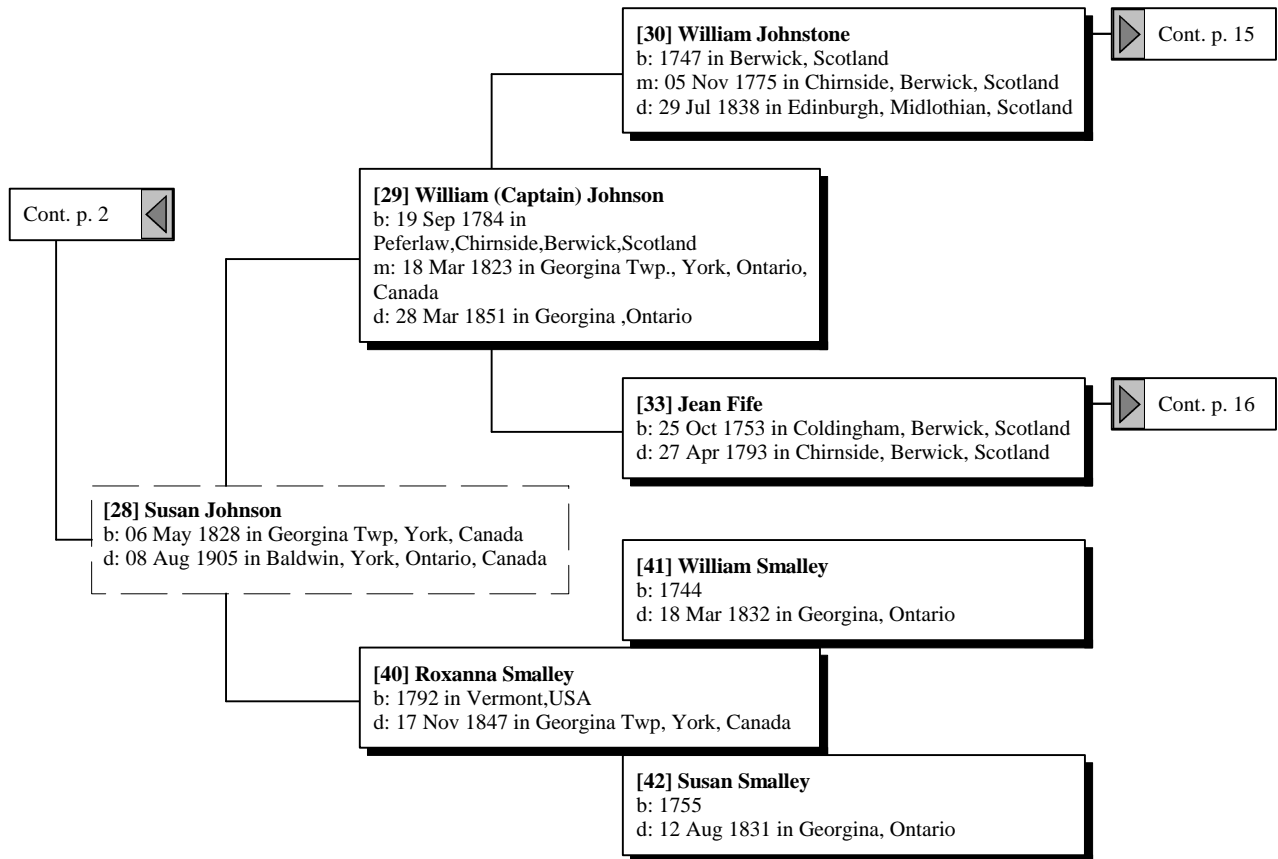 [30] William Johnstone
b: 1747 in Berwick, Scotland
m: 05 Nov 1775 in Chirnside, Berwick, Scotland
d: 29 Jul 1838 in Edinburgh, Midlothian, Scotland
Cont. p. 15
[29] William (Captain) Johnson
b: 19 Sep 1784 in
Peferlaw,Chirnside,Berwick,Scotland
m: 18 Mar 1823 in Georgina Twp., York, Ontario,
Canada
d: 28 Mar 1851 in Georgina ,Ontario
Cont. p. 2
[33] Jean Fife
b: 25 Oct 1753 in Coldingham, Berwick, Scotland
d: 27 Apr 1793 in Chirnside, Berwick, Scotland
Cont. p. 16
[28] Susan Johnson
b: 06 May 1828 in Georgina Twp, York, Canada
d: 08 Aug 1905 in Baldwin, York, Ontario, Canada
[41] William Smalley
b: 1744
d: 18 Mar 1832 in Georgina, Ontario
[40] Roxanna Smalley
b: 1792 in Vermont,USA
d: 17 Nov 1847 in Georgina Twp, York, Canada
[42] Susan Smalley
b: 1755
d: 12 Aug 1831 in Georgina, Ontario